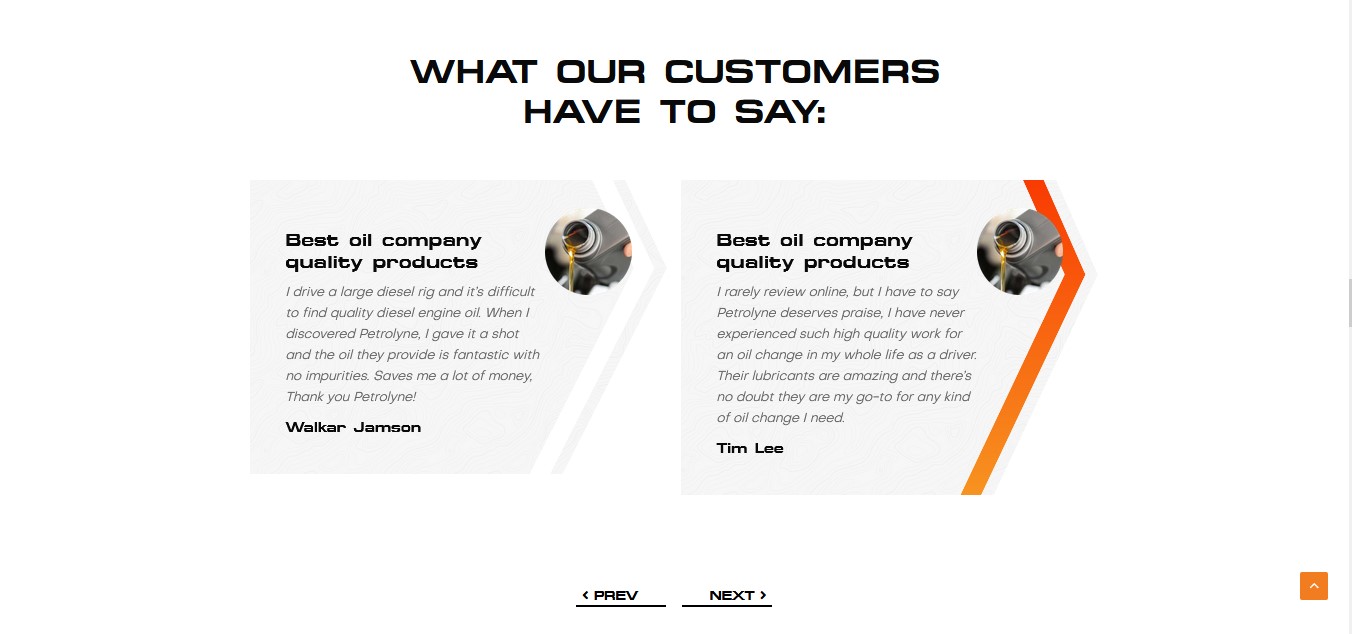 WHAT OUR CUSTOMERS
HAVE TO SAY:
Best oil company
quality products
I drive a large diesel rig and it's difficult
to find quality diesel engine oil. When I
discovered Petrolyne, I gave it a shot
and the oil they provide is fantastic with
no impurities. Saves me a lot of money,
Thank you Petrolyne!
Walkar Jamson
Best oil company
quality products
I rarely review online, but I have to say
Petrolyne deserves praise, I have never
experienced such high quality work for
an oil change in my whole life as a driver.
Their lubricants are amazing and there's
no doubt they are my go-to for any kind
of oil change I need.
Tim Lee
PREV
NEXT